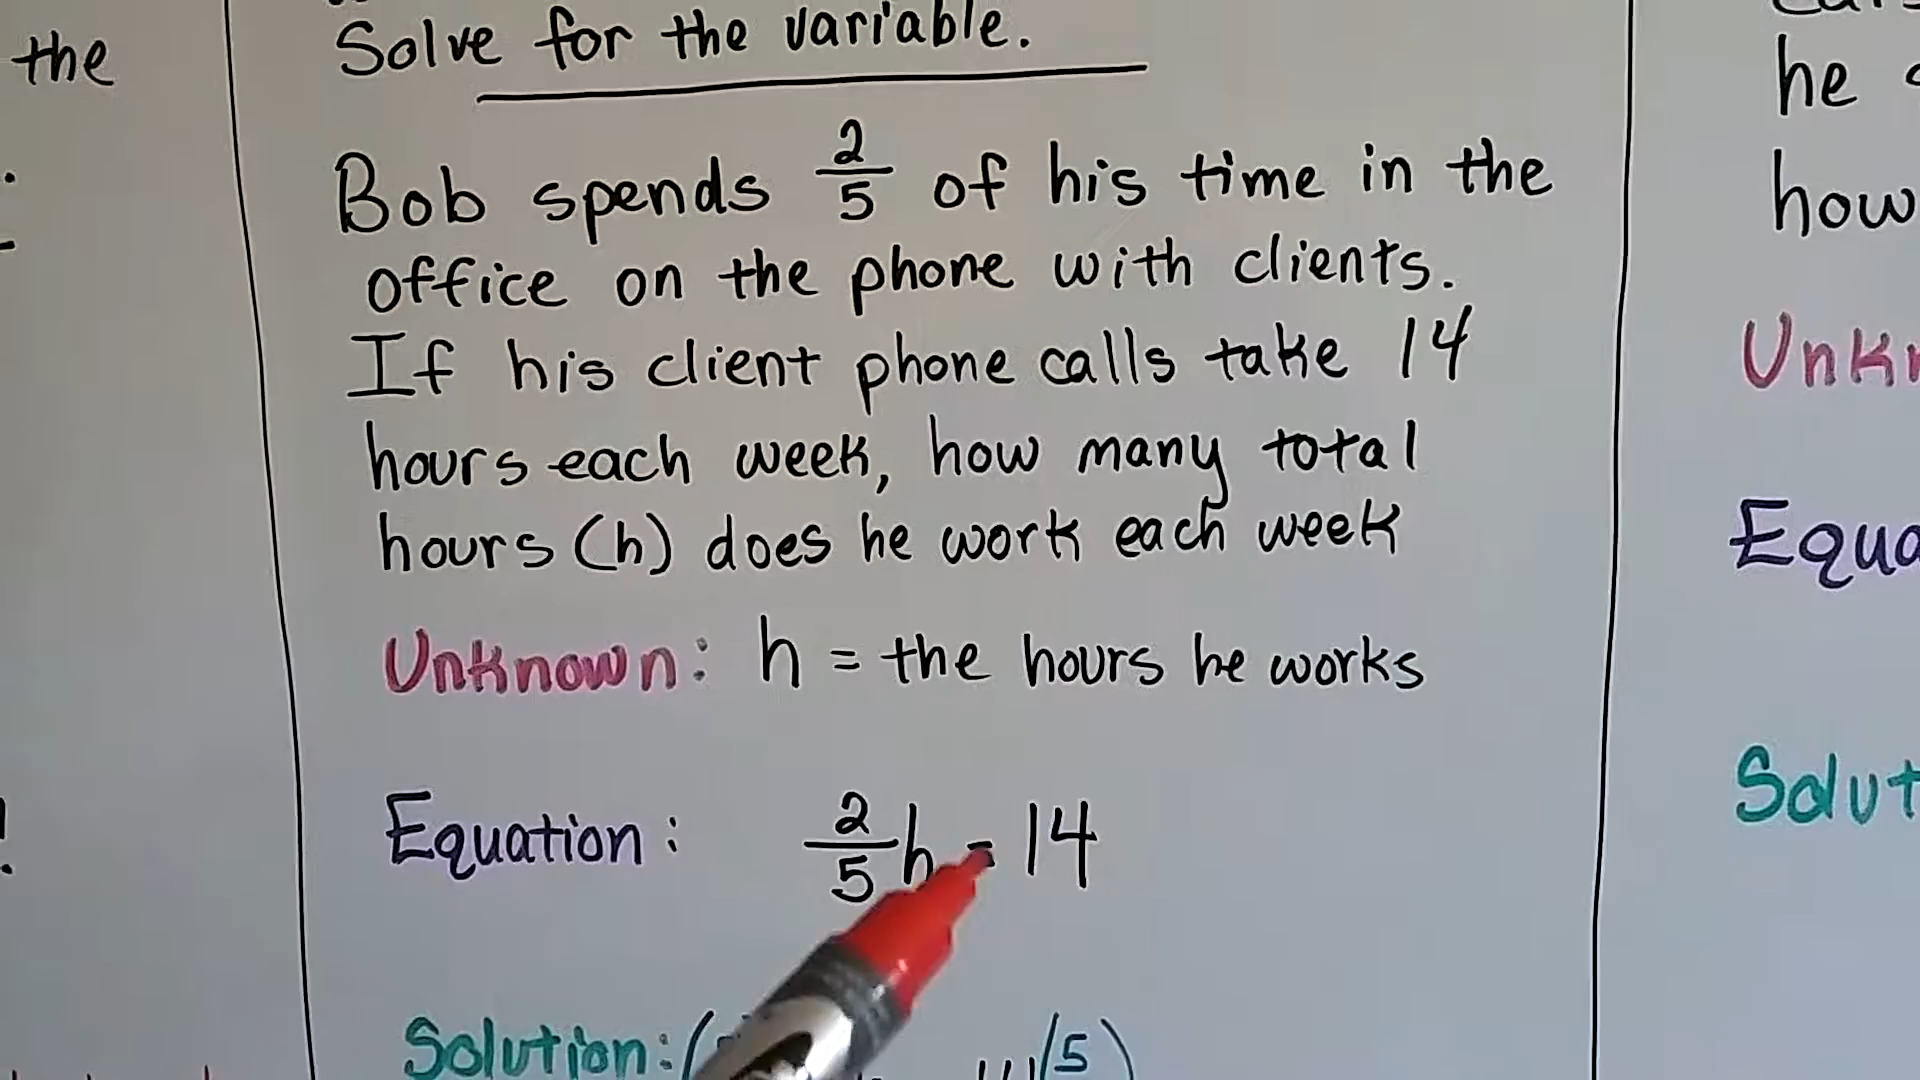 the
Solve for the variable.
Bob spends 2/5 of his time in the
office on the phone with clients.
If his client phone calls take 14
hours each week, how many total
hours (h) does he work each week
Unknown: h = the hours he works
Equation: 2/5 h = 14
Solution: ( (5
he
how
Unkn
Equa
Solut